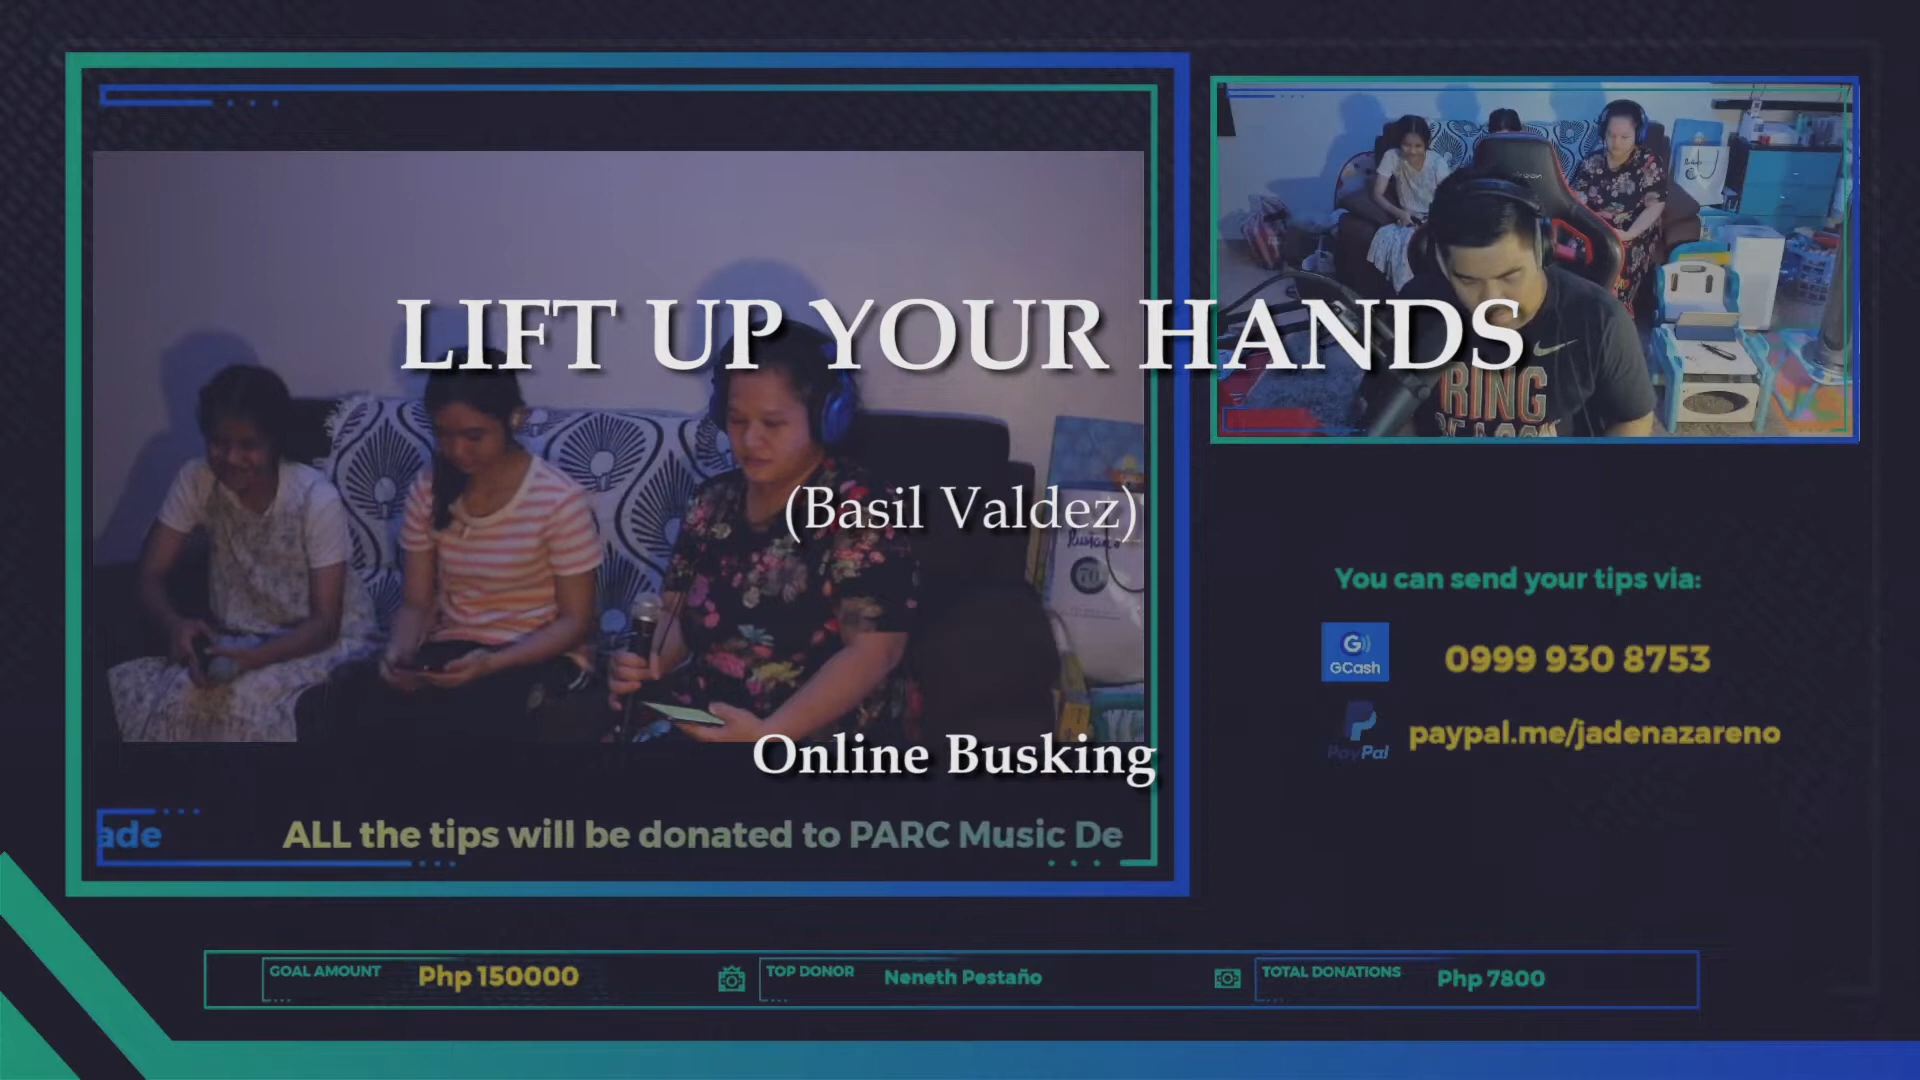 LIFT UP YOUR HANDS
(Basil Valdez)
Online Busking
ade ALL the tips will be donated to PARC Music De
RING
You can send your tips via:
GCash 0999 930 8753
PayPal paypal.me/jadenazareno
GOAL AMOUNT Php 150000
TOP DONOR Neneth Pestaño
TOTAL DONATIONS Php 7800